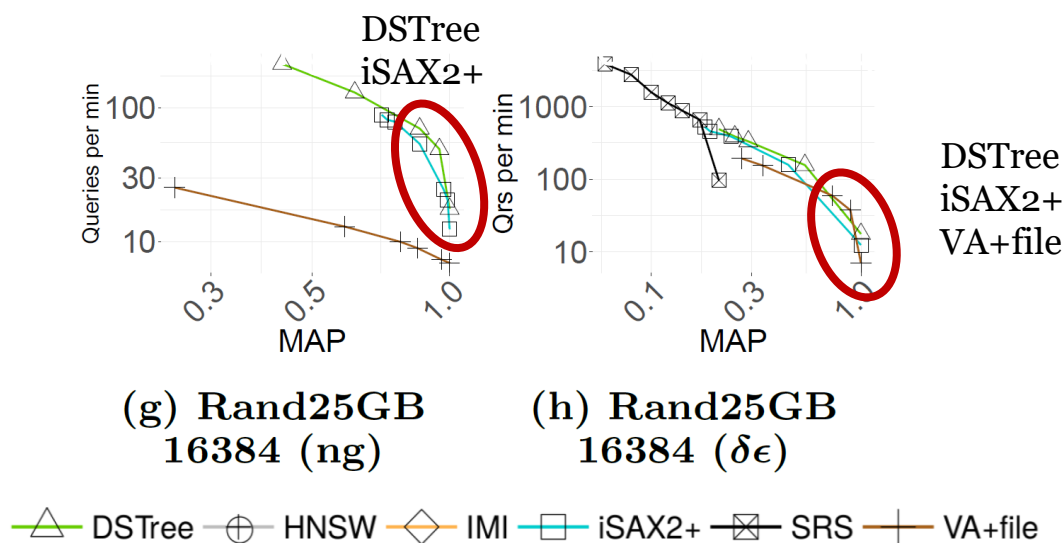 DSTree
iSAX2+
Queries per min
100
30
10
0.3
0.5
1.0
MAP
(g) Rand25GB
16384 (ng)
Qrs per min
1000
100
10
0.1
0.3
1.0
MAP
DSTree
iSAX2+
VA+file
(h) Rand25GB
16384 (δϵ)
DSTree HNSW IMI iSAX2+ SRS VA+file